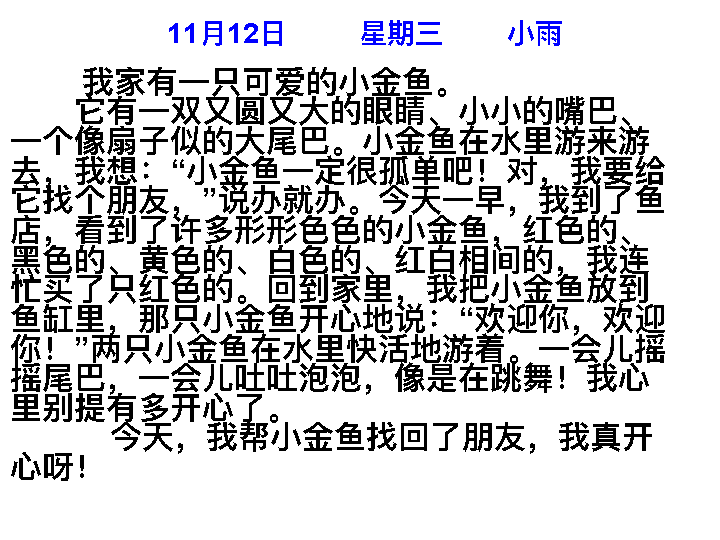 11月12日 星期三 小雨
我家有一只可爱的小金鱼。
它有一双又圆又大的眼睛、小小的嘴巴、
一个像扇子似的大尾巴。小金鱼在水里游来游
去，我想：“小金鱼一定很孤单吧！对，我要给
它找个朋友，”说办就办。今天一早，我到了鱼
店，看到了许多形形色色的小金鱼，红色的、
黑色的、黄色的、白色的、红白相间的，我连
忙买了只红色的。回到家里，我把小金鱼放到
鱼缸里，那只小金鱼开心地说：“欢迎你，欢迎
你！”两只小金鱼在水里快活地游着。一会儿摇
摇尾巴，一会儿吐吐泡泡，像是在跳舞！我心
里别提有多开心了。
今天，我帮小金鱼找回了朋友，我真开
心呀！